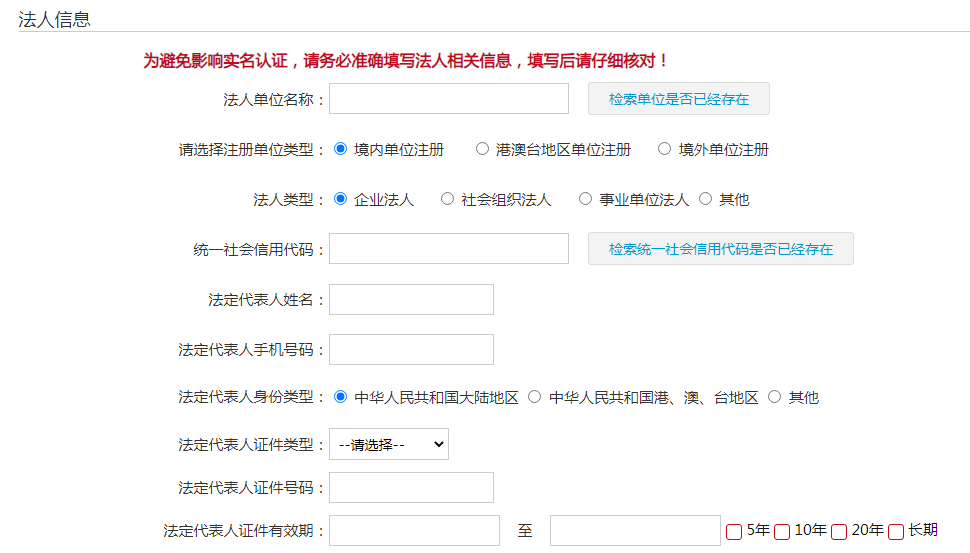 法人信息
为避免影响实名认证，请务必准确填写法人相关信息，填写后请仔细核对！
法人单位名称： 检索单位是否已经存在
请选择注册单位类型： 境内单位注册 港澳台地区单位注册 境外单位注册
法人类型： 企业法人 社会组织法人 事业单位法人 其他
统一社会信用代码： 检索统一社会信用代码是否已经存在
法定代表人姓名：
法定代表人手机号码：
法定代表人身份类型： 中华人民共和国大陆地区 中华人民共和国港、澳、台地区 其他
法定代表人证件类型： --请选择--
法定代表人证件号码：
法定代表人证件有效期： 至 5年 10年 20年 长期